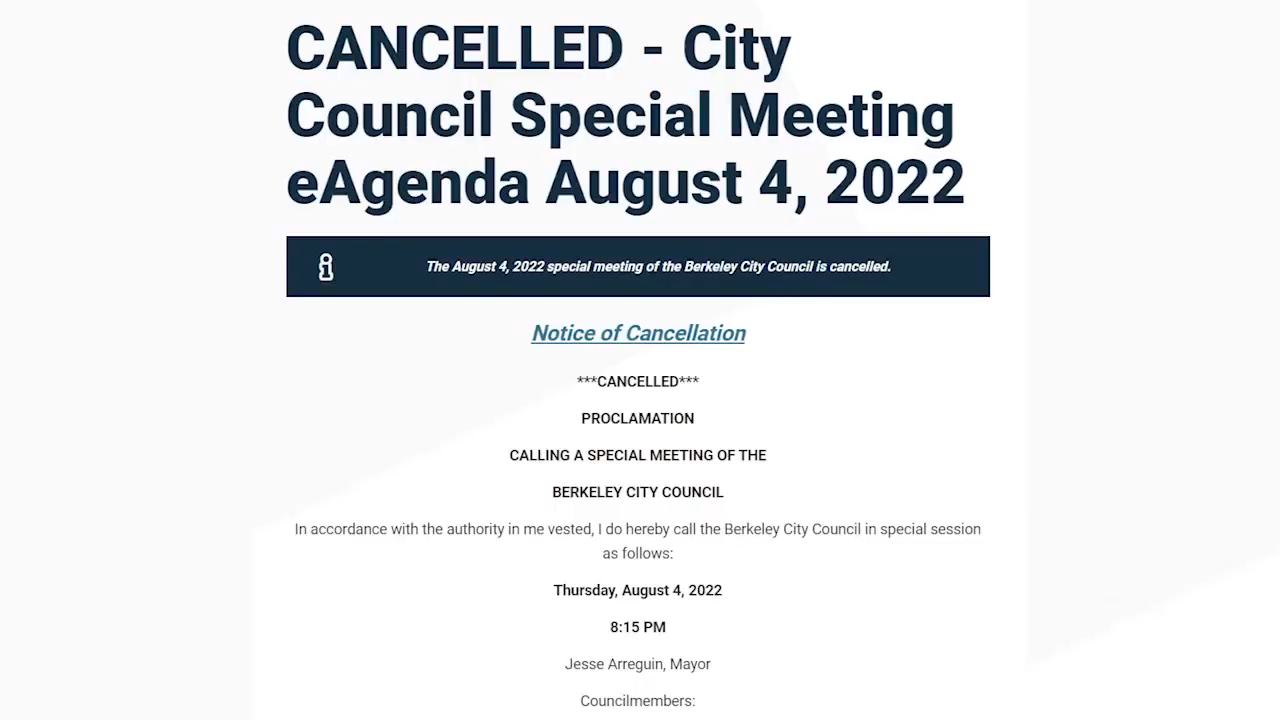 CANCELLED - City
Council Special Meeting
eAgenda August 4, 2022
The August 4, 2022 special meeting of the Berkeley City Council is cancelled.
Notice of Cancellation
***CANCELLED***
PROCLAMATION
CALLING A SPECIAL MEETING OF THE
BERKELEY CITY COUNCIL
In accordance with the authority in me vested, I do hereby call the Berkeley City Council in special session
as follows:
Thursday, August 4, 2022
8:15 PM
Jesse Arreguin, Mayor
Councilmembers: